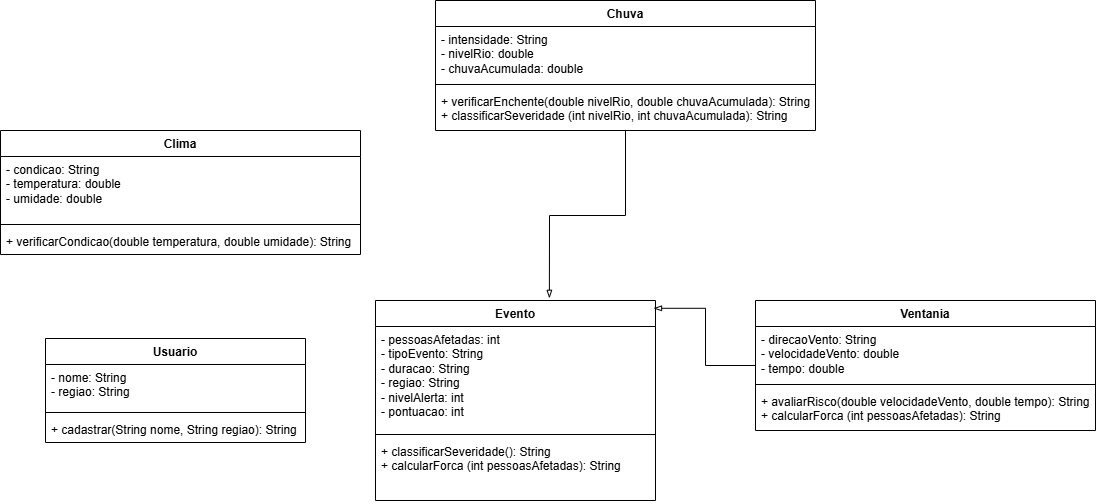 Chuva
- intensidade: String
- nivelRio: double
- chuvaAcumulada: double
+ verificarEnchente(double nivelRio, double chuvaAcumulada): String
+ classificarSeveridade (int nivelRio, int chuvaAcumulada): String
Clima
- condicao: String
- temperatura: double
- umidade: double
+ verificarCondicao(double temperatura, double umidade): String
Evento
- pessoasAfetadas: int
- tipoEvento: String
- duracao: String
- regiao: String
- nivelAlerta: int
- pontuacao: int
+ classificarSeveridade(): String
+ calcularForca (int pessoasAfetadas): String
Ventania
- direcaoVento: String
- velocidadeVento: double
- tempo: double
+ avaliarRisco(double velocidadeVento, double tempo): String
+ calcularForca (int pessoasAfetadas): String
Usuario
- nome: String
- regiao: String
+ cadastrar(String nome, String regiao): String